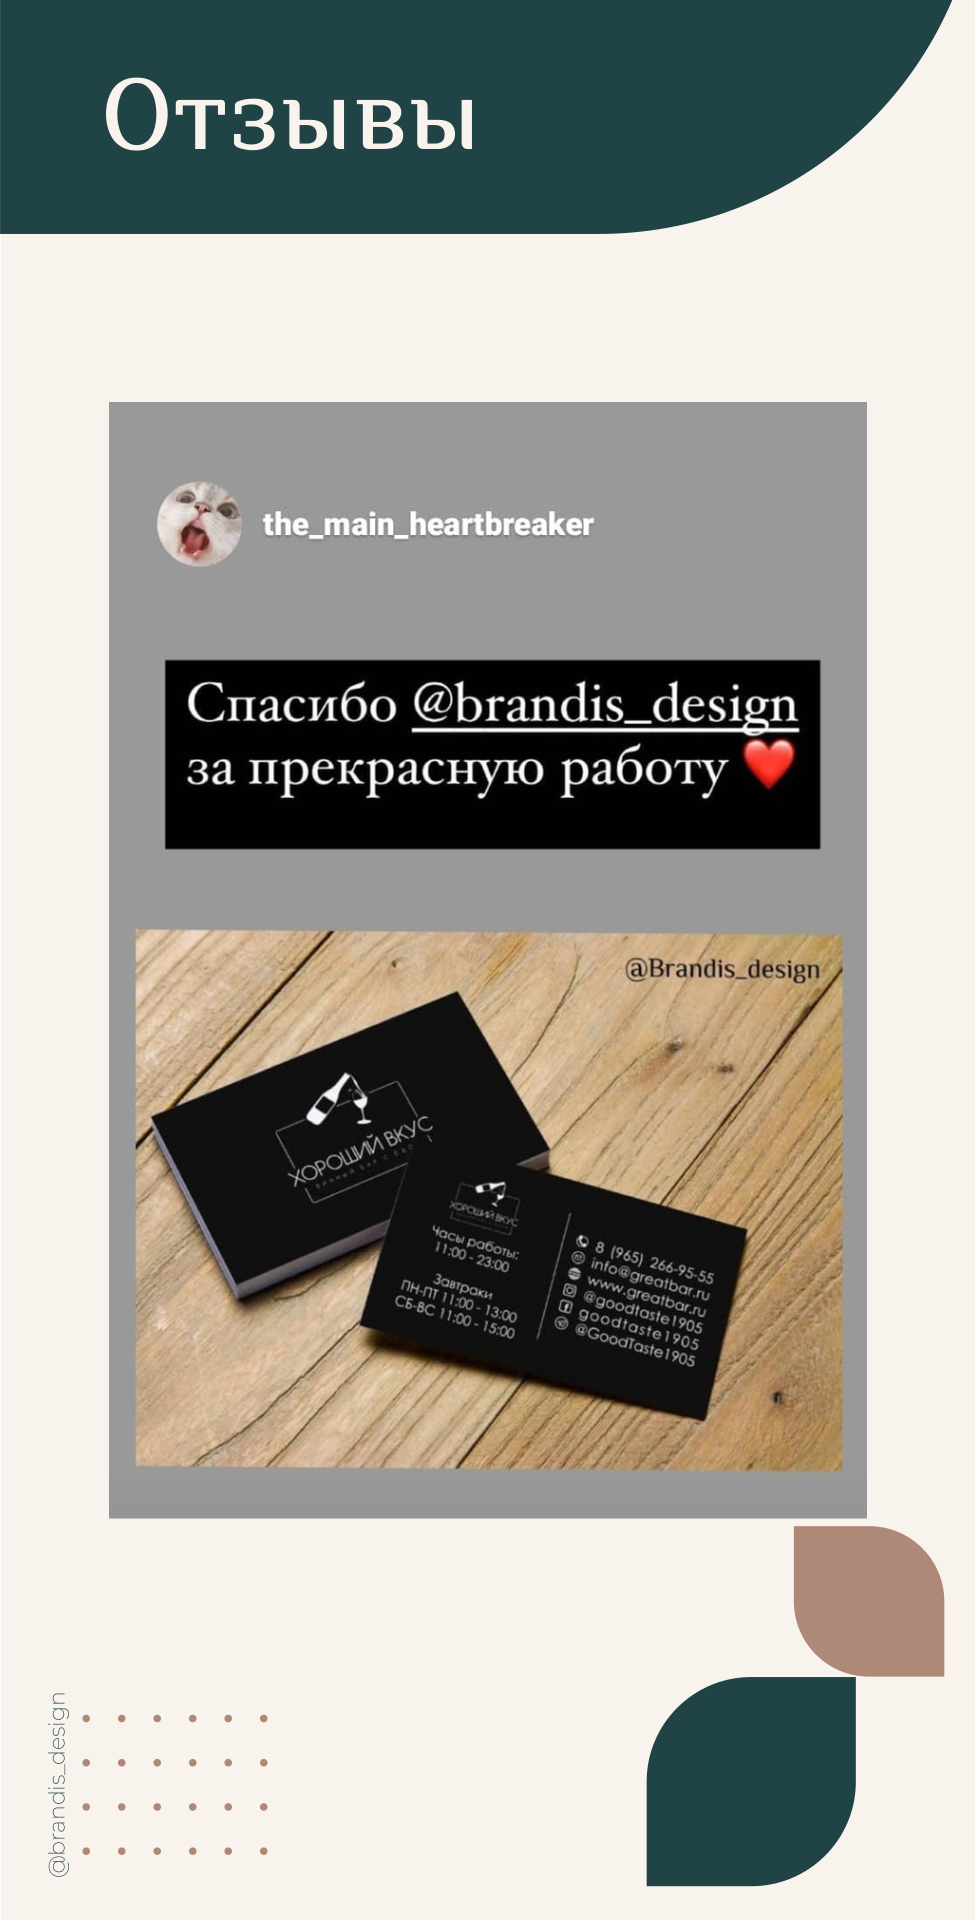 Отзывы
the_main_heartbreaker
Спасибо @brandis_design
за прекрасную работу ❤️
@Brandis_design
ХОРОШИЙ ВКУС
ВИННЫЙ БАР С
ХОРОШИЙ ВКУС
Часы работы:
11:00 - 23:00
Завтраки
ПН-ПТ 11:00 - 13:00
СБ-ВС 11:00 - 15:00
8 (965) 266-95-55
info@greatbar.ru
www.greatbar.ru
@goodtaste1905
goodtaste1905
@GoodTaste1905
@brandis_design